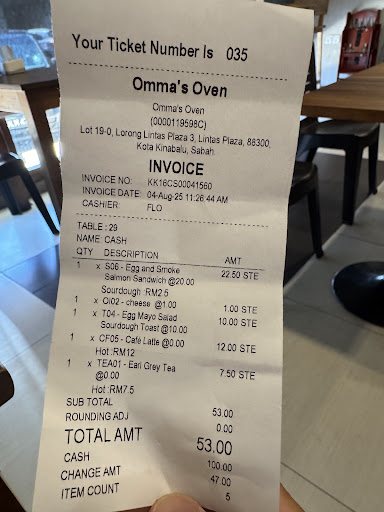 Your Ticket Number Is 035
Omma's Oven
Omma's Oven
(0000119598C)
Lot 19-0, Lorong Lintas Plaza 3, Lintas Plaza, 88300,
Kota Kinabalu, Sabah.
INVOICE
INVOICE NO: KK16CS00041560
INVOICE DATE: 04-Aug-25 11:26:44 AM
CASHIER: FLO
TABLE : 29
NAME: CASH
QTY DESCRIPTION AMT
1 x S06 - Egg and Smoke 22.50 STE
Salmon Sandwich @20.00
Sourdough :RM2.5
1 x Oi02 - cheese @1.00 1.00 STE
1 x T04 - Egg Mayo Salad 10.00 STE
Sourdough Toast @10.00
1 x CF05 - Café Latte @0.00 12.00 STE
Hot :RM12
1 x TEA01 - Earl Grey Tea 7.50 STE
@0.00
Hot :RM7.5
SUB TOTAL 53.00
ROUNDING ADJ 0.00
TOTAL AMT 53.00
CASH 100.00
CHANGE AMT 47.00
ITEM COUNT 5